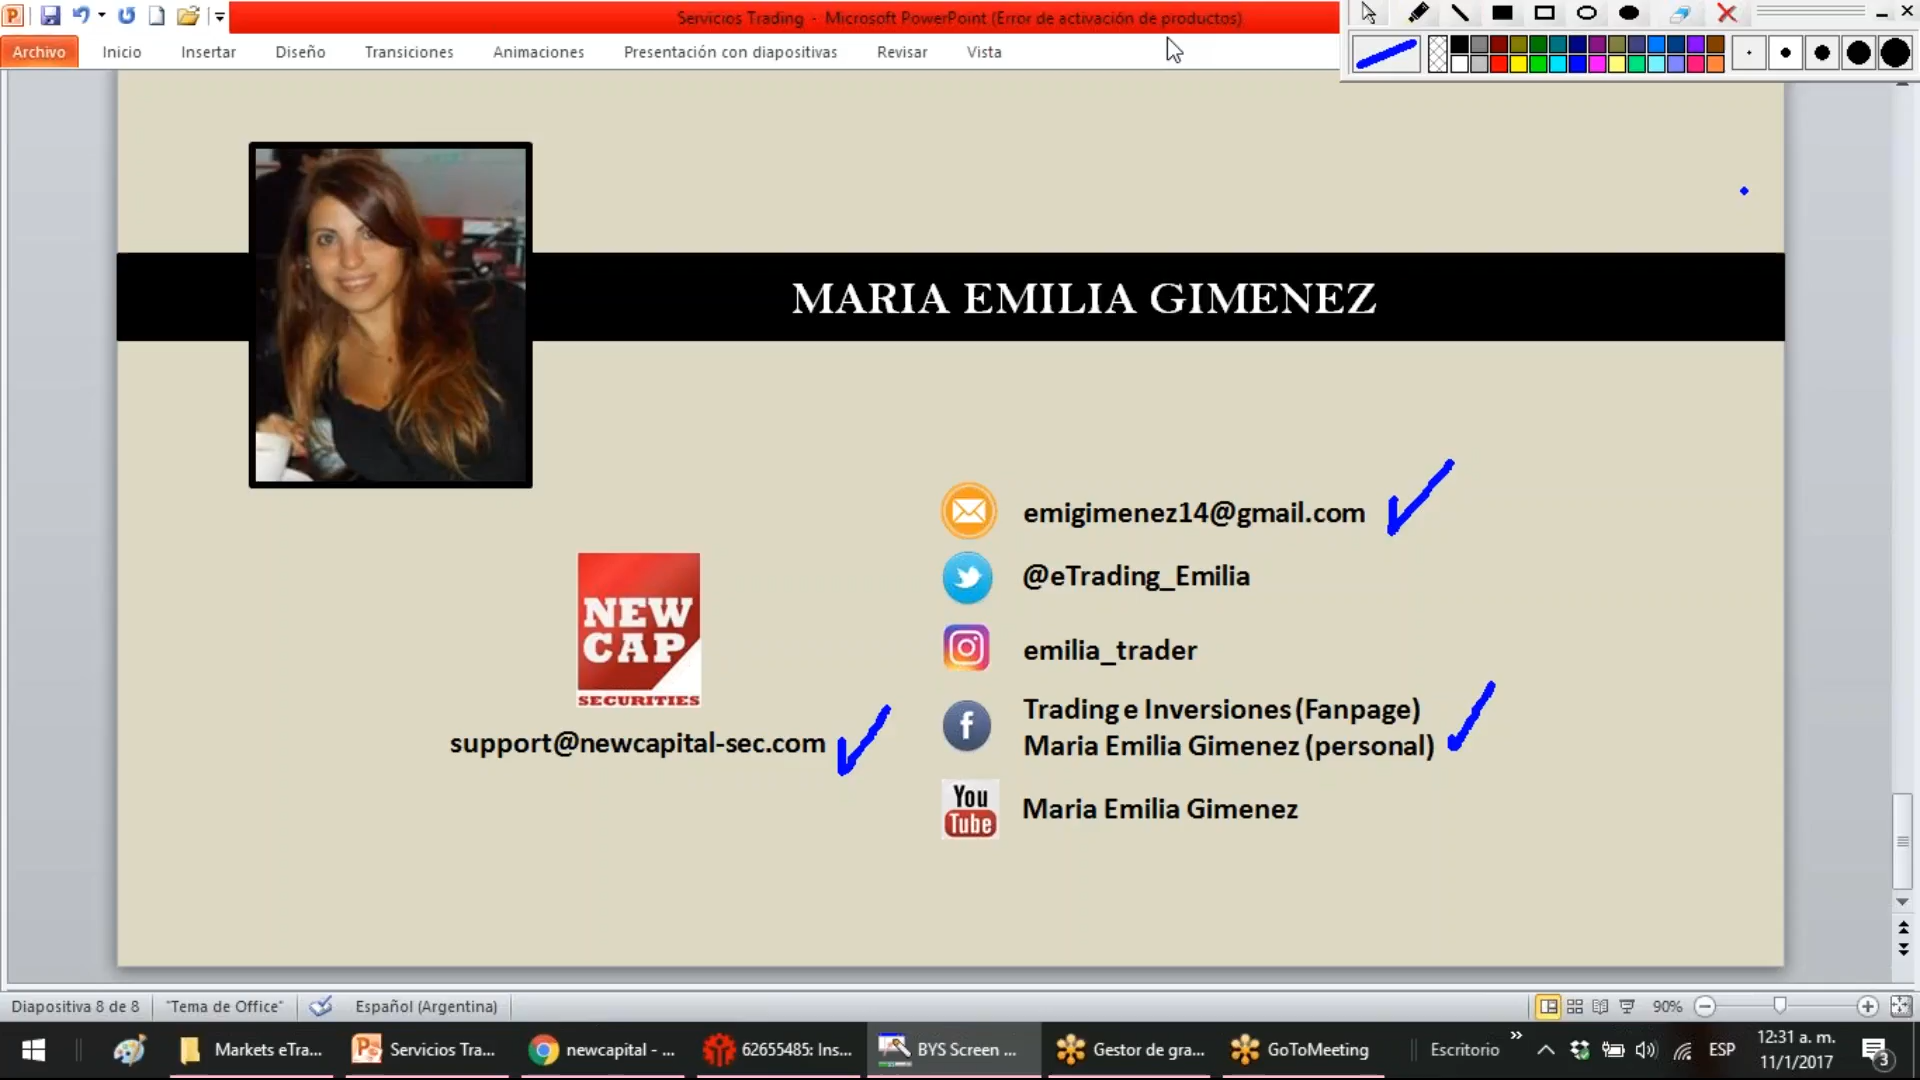 Servicios Trading - Microsoft PowerPoint (Error de activación de productos)
Archivo Inicio Insertar Diseño Transiciones Animaciones Presentación con diapositivas Revisar Vista
MARIA EMILIA GIMENEZ
emigimenez14@gmail.com
@eTrading_Emilia
emilia_trader
Trading e Inversiones (Fanpage)
Maria Emilia Gimenez (personal)
You
Tube
Maria Emilia Gimenez
NEW
CAP
SECURITIES
support@newcapital-sec.com
Diapositiva 8 de 8 "Tema de Office" Español (Argentina) 90%
Markets eTra... Servicios Tra... newcapital - ... 62655485: Ins... BYS Screen ... Gestor de gra... GoToMeeting Escritorio ESP
12:31 a. m.
11/1/2017
3